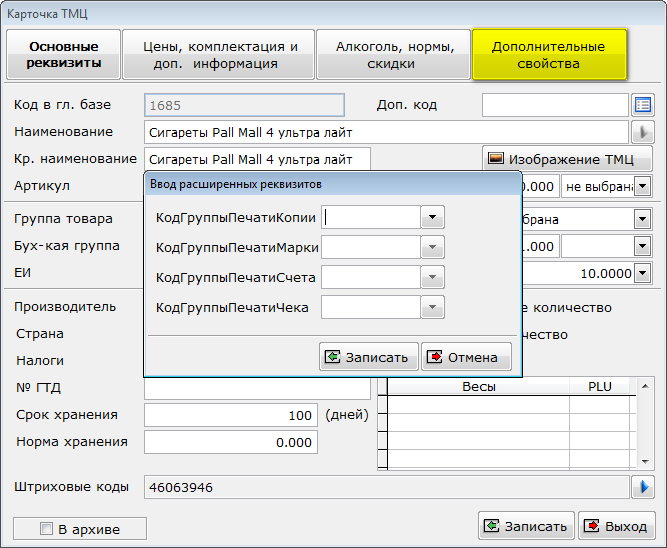 Карточка ТМЦ
Основные реквизиты
Цены, комплектация и доп. информация
Алкоголь, нормы, скидки
Дополнительные свойства
Код в гл. базе 1685 Доп. код
Наименование Сигареты Pall Mall 4 ультра лайт
Кр. наименование Сигареты Pall Mall 4 ультра лайт Изображение ТМЦ
Артикул 0.000 не выбрана
Группа товара
Бух-кая группа 1.000
ЕИ 10.0000
Ввод расширенных реквизитов
КодГруппыПечатиКопии
КодГруппыПечатиМарки
КодГруппыПечатиСчета
КодГруппыПечатиЧека
Записать Отмена
Производитель количество
Страна
Налоги
№ ГТД
Весы PLU
Срок хранения 100 (дней)
Норма хранения 0.000
Штриховые коды 46063946
В архиве Записать Выход